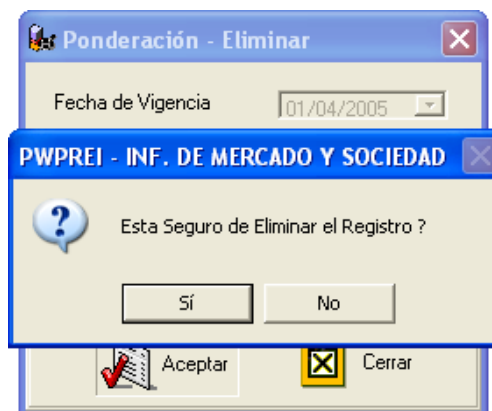 Ponderación - Eliminar
Fecha de Vigencia 01/04/2005
PWPREI - INF. DE MERCADO Y SOCIEDAD
Esta Seguro de Eliminar el Registro ?
Sí No
Aceptar Cerrar